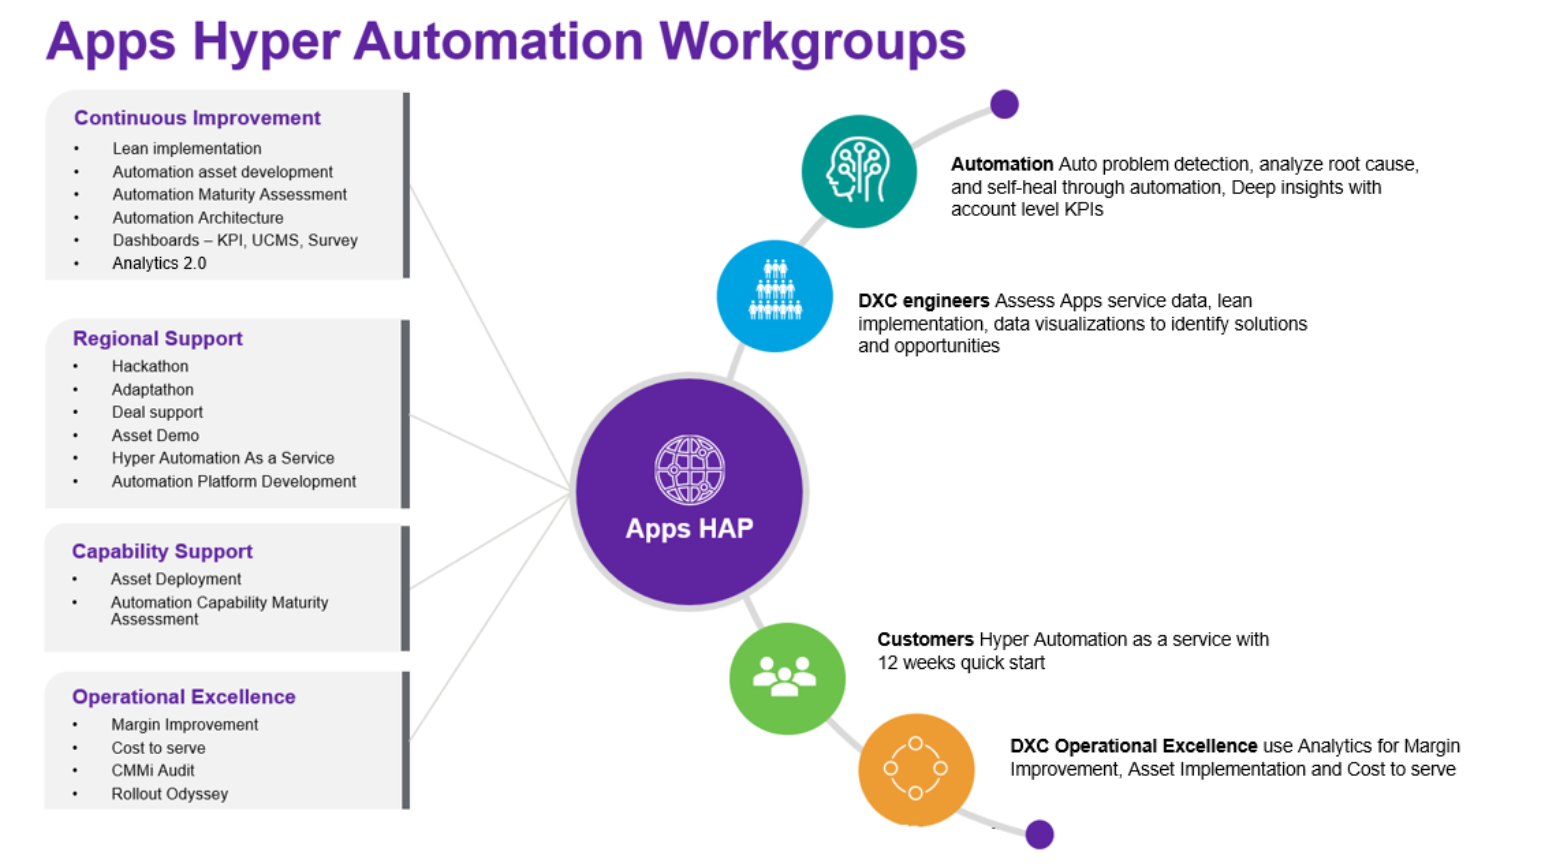 Apps Hyper Automation Workgroups
Continuous Improvement
• Lean implementation
• Automation asset development
• Automation Maturity Assessment
• Automation Architecture
• Dashboards – KPI, UCMS, Survey
• Analytics 2.0
Regional Support
• Hackathon
• Adaptathon
• Deal support
• Asset Demo
• Hyper Automation As a Service
• Automation Platform Development
Capability Support
• Asset Deployment
• Automation Capability Maturity
Assessment
Operational Excellence
• Margin Improvement
• Cost to serve
• CMMi Audit
• Rollout Odyssey
Apps HAP
Automation Auto problem detection, analyze root cause,
and self-heal through automation, Deep insights with
account level KPIs
DXC engineers Assess Apps service data, lean
implementation, data visualizations to identify solutions
and opportunities
Customers Hyper Automation as a service with
12 weeks quick start
DXC Operational Excellence use Analytics for Margin
Improvement, Asset Implementation and Cost to serve